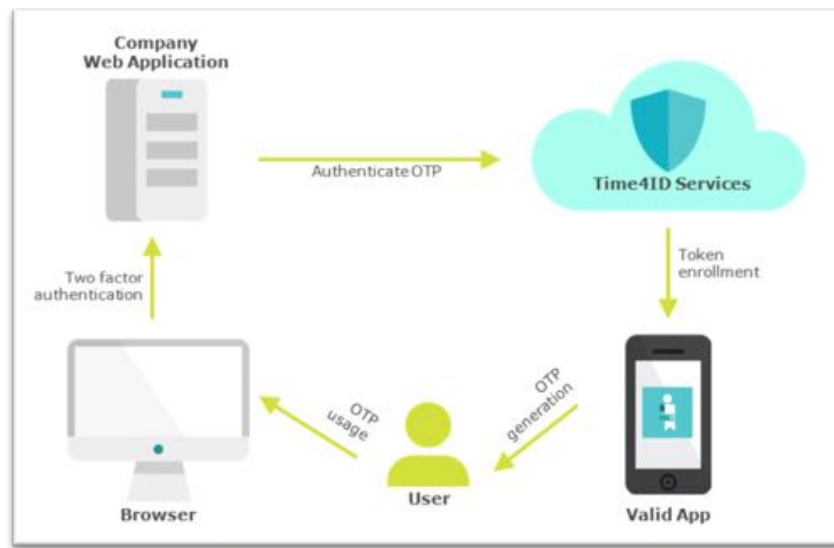 Company
Web Application
Authenticate OTP
Time4ID Services
Two factor
authentication
Token
enrollment
OTP
usage
OTP
generation
Browser
User
Valid App